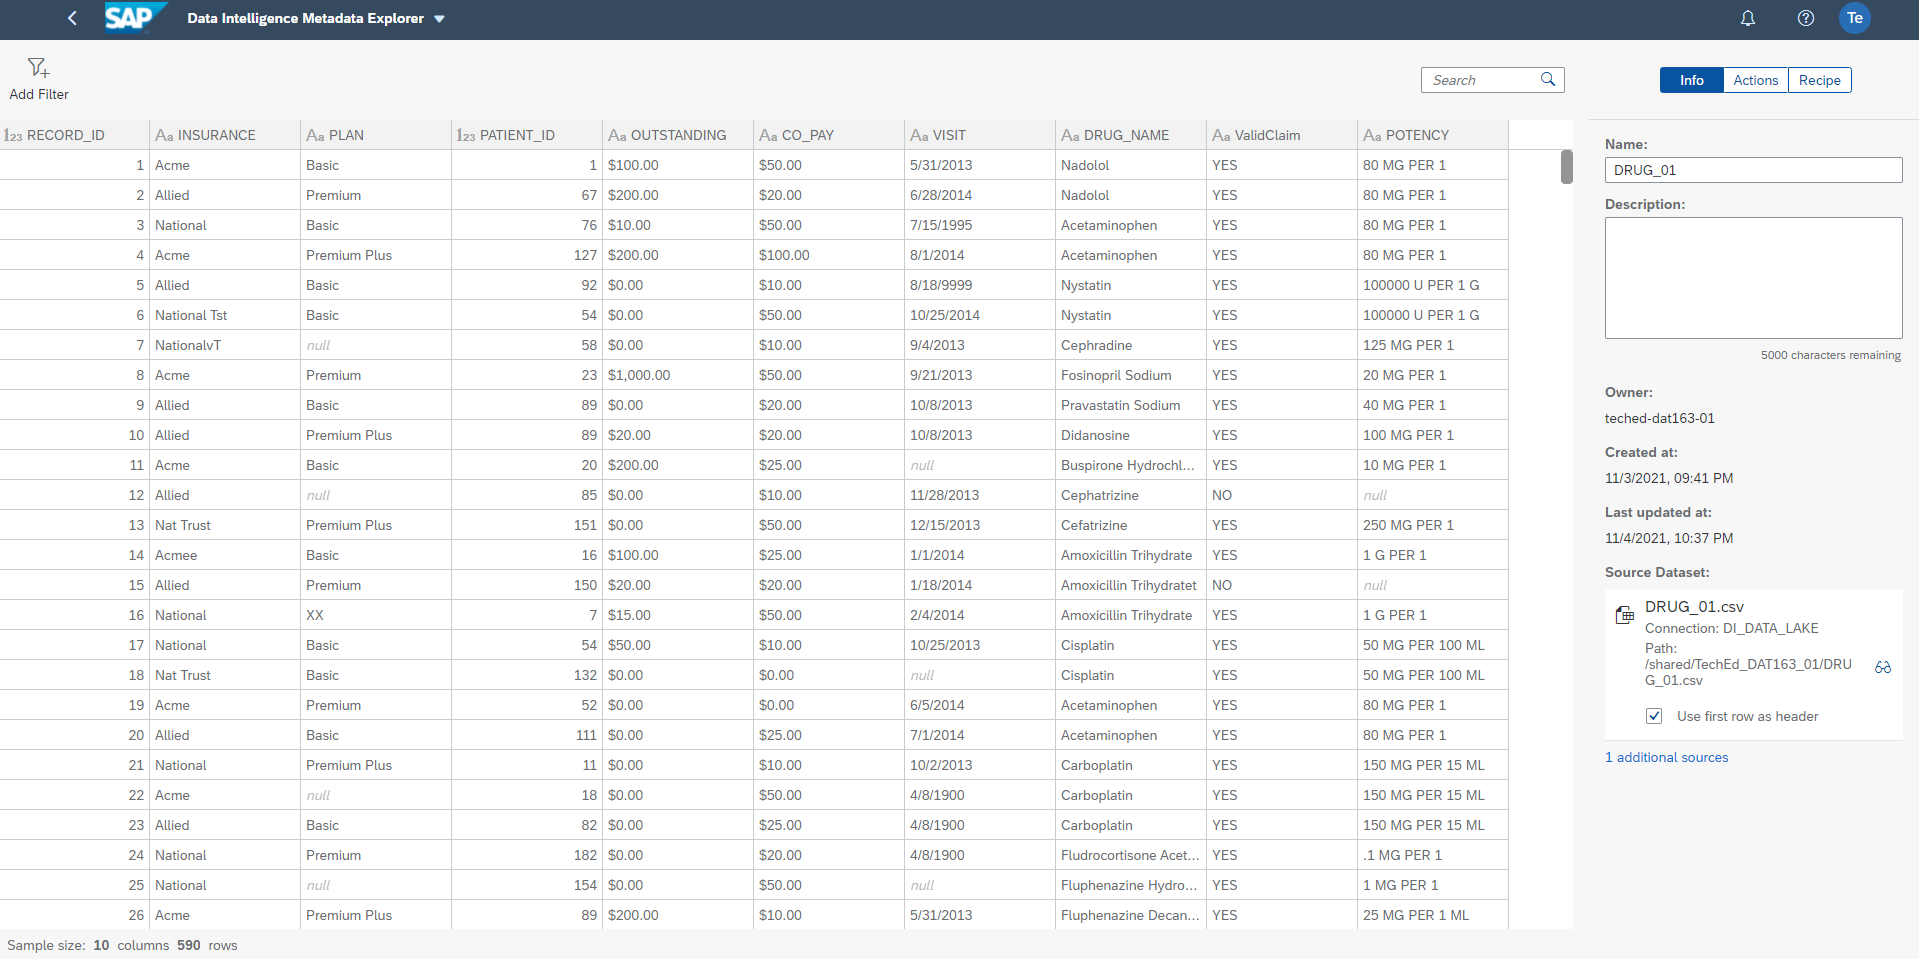 SAP Data Intelligence Metadata Explorer Te
Add Filter Search Info Actions Recipe
123 RECORD_ID Aa INSURANCE Aa PLAN 123 PATIENT_ID Aa OUTSTANDING Aa CO_PAY Aa VISIT Aa DRUG_NAME Aa ValidClaim Aa POTENCY
1 Acme Basic 1 $100.00 $50.00 5/31/2013 Nadolol YES 80 MG PER 1
2 Allied Premium 67 $200.00 $20.00 6/28/2014 Nadolol YES 80 MG PER 1
3 National Basic 76 $10.00 $50.00 7/15/1995 Acetaminophen YES 80 MG PER 1
4 Acme Premium Plus 127 $200.00 $100.00 8/1/2014 Acetaminophen YES 80 MG PER 1
5 Allied Basic 92 $0.00 $10.00 8/18/9999 Nystatin YES 100000 U PER 1 G
6 National Tst Basic 54 $0.00 $50.00 10/25/2014 Nystatin YES 100000 U PER 1 G
7 NationalvT null 58 $0.00 $10.00 9/4/2013 Cephradine YES 125 MG PER 1
8 Acme Premium 23 $1,000.00 $50.00 9/21/2013 Fosinopril Sodium YES 20 MG PER 1
9 Allied Basic 89 $0.00 $20.00 10/8/2013 Pravastatin Sodium YES 40 MG PER 1
10 Allied Premium Plus 89 $20.00 $20.00 10/8/2013 Didanosine YES 100 MG PER 1
11 Acme Basic 20 $200.00 $25.00 null Buspirone Hydrochl... YES 10 MG PER 1
12 Allied null 85 $0.00 $10.00 11/28/2013 Cephatrizine NO null
13 Nat Trust Premium Plus 151 $0.00 $50.00 12/15/2013 Cefatrizine YES 250 MG PER 1
14 Acmee Basic 16 $100.00 $25.00 1/1/2014 Amoxicillin Trihydrate YES 1 G PER 1
15 Allied Premium 150 $20.00 $20.00 1/18/2014 Amoxicillin Trihydratet NO null
16 National XX 7 $15.00 $50.00 2/4/2014 Amoxicillin Trihydrate YES 1 G PER 1
17 National Basic 54 $50.00 $10.00 10/25/2013 Cisplatin YES 50 MG PER 100 ML
18 Nat Trust Basic 132 $0.00 $0.00 null Cisplatin YES 50 MG PER 100 ML
19 Acme Premium 52 $0.00 $0.00 6/5/2014 Acetaminophen YES 80 MG PER 1
20 Allied Basic 111 $0.00 $25.00 7/1/2014 Acetaminophen YES 80 MG PER 1
21 National Premium Plus 11 $0.00 $10.00 10/2/2013 Carboplatin YES 150 MG PER 15 ML
22 Acme null 18 $0.00 $50.00 4/8/1900 Carboplatin YES 150 MG PER 15 ML
23 Allied Basic 82 $0.00 $25.00 4/8/1900 Carboplatin YES 150 MG PER 15 ML
24 National Premium 182 $0.00 $20.00 4/8/1900 Fludrocortisone Acet... YES .1 MG PER 1
25 National null 154 $0.00 $50.00 null Fluphenazine Hydro... YES 1 MG PER 1
26 Acme Premium Plus 89 $200.00 $10.00 5/31/2013 Fluphenazine Decan... YES 25 MG PER 1 ML
Sample size: 10 columns 590 rows
Name:
DRUG_01
Description:
5000 characters remaining
Owner:
teched-dat163-01
Created at:
11/3/2021, 09:41 PM
Last updated at:
11/4/2021, 10:37 PM
Source Dataset:
DRUG_01.csv
Connection: DI_DATA_LAKE
Path:
/shared/TechEd_DAT163_01/DRU
G_01.csv
Use first row as header
1 additional sources